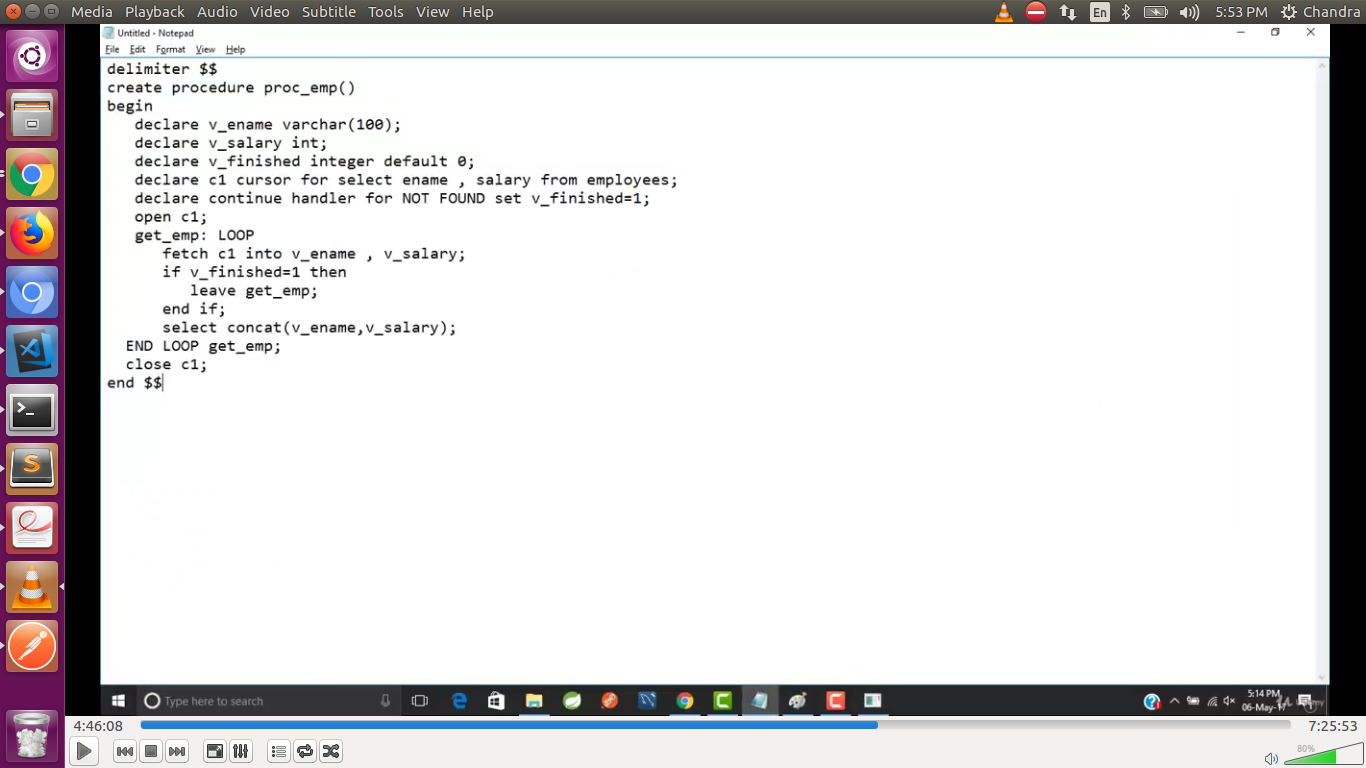 Media Playback Audio Video Subtitle Tools View Help
En 5:53 PM Chandra
Untitled - Notepad
File Edit Format View Help
delimiter $$
create procedure proc_emp()
begin
declare v_ename varchar(100);
declare v_salary int;
declare v_finished integer default 0;
declare c1 cursor for select ename , salary from employees;
declare continue handler for NOT FOUND set v_finished=1;
open c1;
get_emp: LOOP
fetch c1 into v_ename , v_salary;
if v_finished=1 then
leave get_emp;
end if;
select concat(v_ename,v_salary);
END LOOP get_emp;
close c1;
end $$
Type here to search
5:14 PM
06-May-17
4:46:08
7:25:53
80%